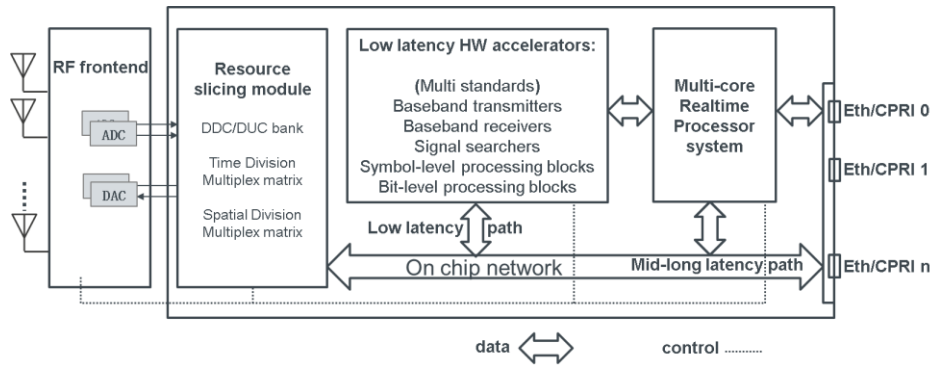 RF frontend
ADC
DAC
Resource
slicing module
DDC/DUC bank
Time Division
Multiplex matrix
Spatial Division
Multiplex matrix
Low latency HW accelerators:
(Multi standards)
Baseband transmitters
Baseband receivers
Signal searchers
Symbol-level processing blocks
Bit-level processing blocks
Multi-core
Realtime
Processor
system
Eth/CPRI 0
Eth/CPRI 1
Eth/CPRI n
Low latency path
On chip network
Mid-long latency path
data
control